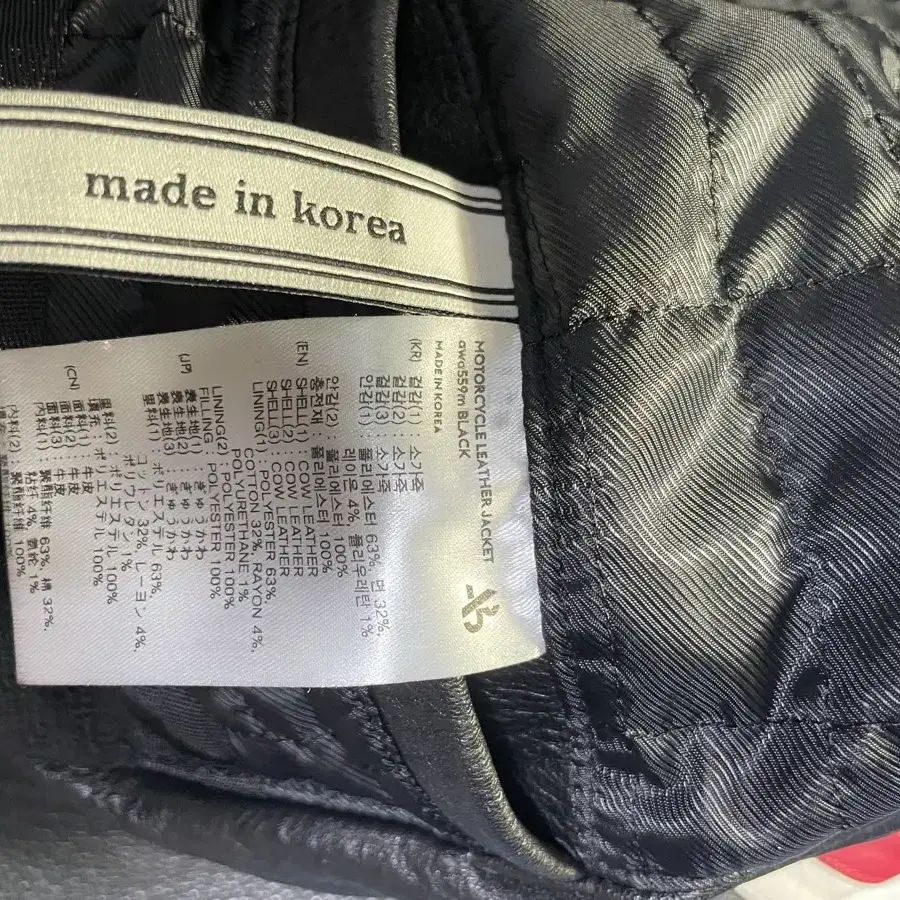 made in korea
MOTORCYCLE LEATHER JACKET
awa559m BLACK
MADE IN KOREA
(KR) 겉감(1) : 소가죽
겉감(2) : 소가죽
겉감(3) : 소가죽
안감(1) : 폴리에스터 63%, 면 32%,
레이온 4%, 폴리우레탄 1%
안감(2) : 폴리에스터 100%
충전재 : 폴리에스터 100%
(EN) SHELL(1) : COW LEATHER
SHELL(2) : COW LEATHER
SHELL(3) : COW LEATHER
LINING(1) : POLYESTER 63%,
COTTON 32%, RAYON 4%,
POLYURETHANE 1%
LINING(2) : POLYESTER 100%
FILLING : POLYESTER 100%
(JP) 表生地(1) : ぎゅうかわ
表生地(2) : ぎゅうかわ
表生地(3) : ぎゅうかわ
里料(1) : ポリエステル 63%,
コットン 32%, レーヨン 4%,
ポリウレタン 1%
里料(2) : ポリエステル 100%
填充 : ポリエステル 100%
(CN) 面料(1) : 牛皮
面料(2) : 牛皮
面料(3) : 牛皮
内料(1) : 聚酯纤维 63%, 棉 32%,
粘纤 4%, 氨纶 1%
内料(2) : 聚酯纤维 100%